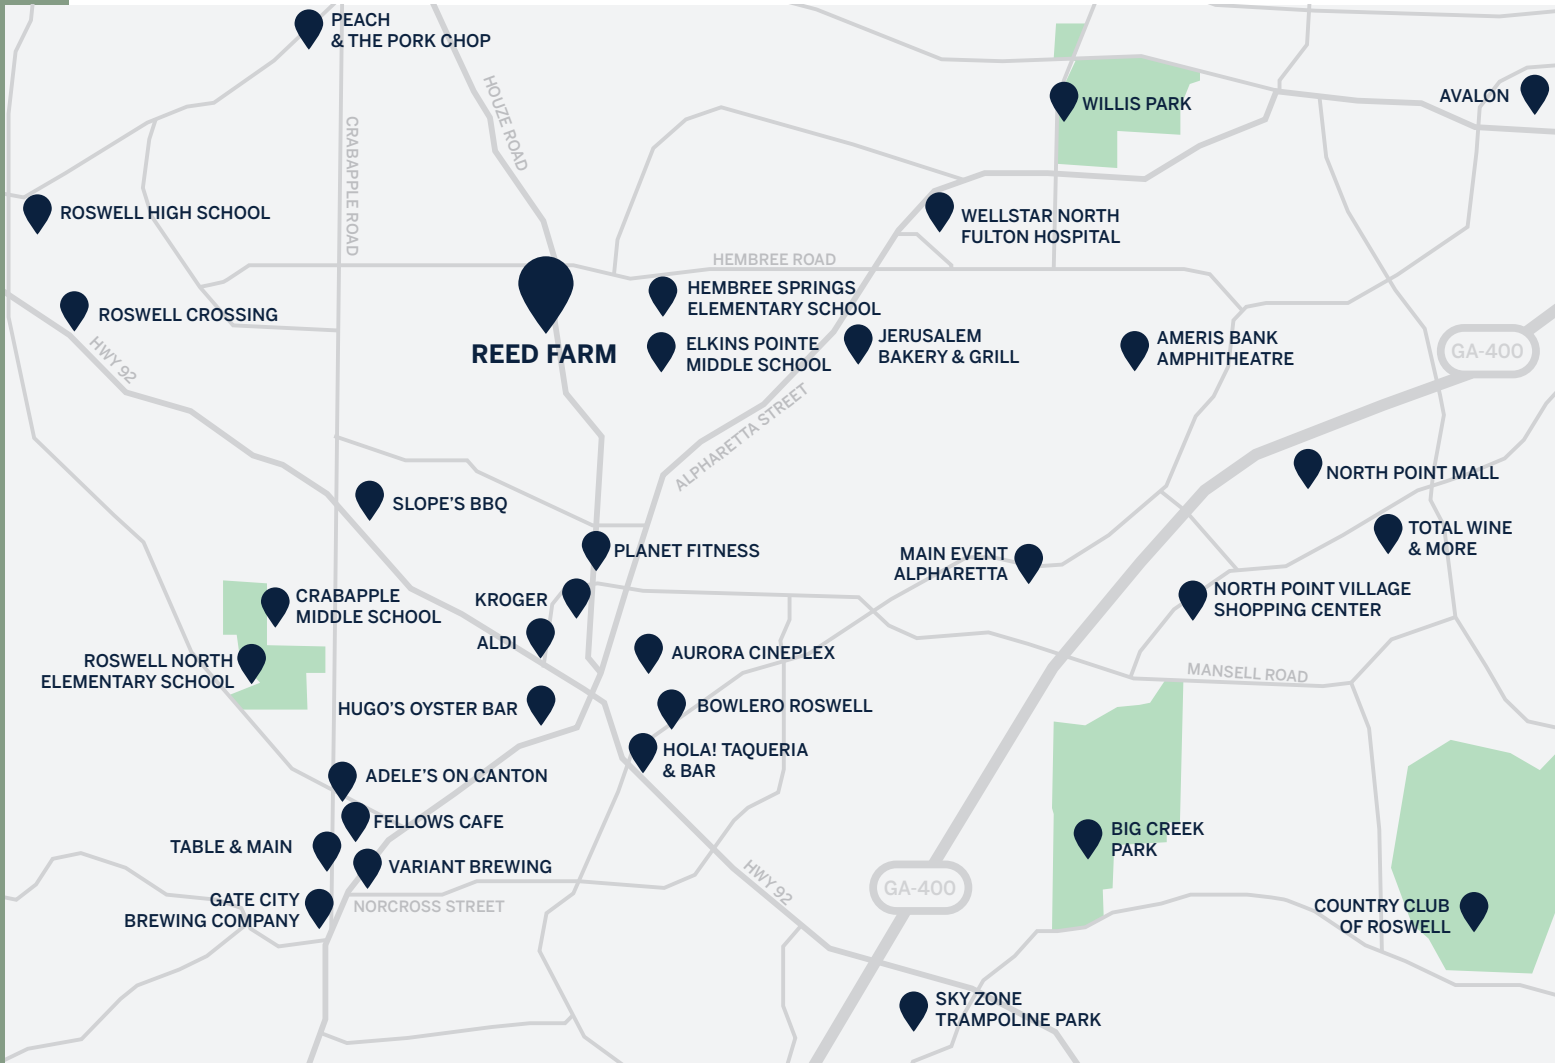 PEACH
& THE PORK CHOP
HOUZE ROAD
CRABAPPLE ROAD
WILLIS PARK
AVALON
ROSWELL HIGH SCHOOL
WELLSTAR NORTH
FULTON HOSPITAL
HEMBREE ROAD
HEMBREE SPRINGS
ELEMENTARY SCHOOL
ROSWELL CROSSING
HWY 92
REED FARM
ELKINS POINTE
MIDDLE SCHOOL
JERUSALEM
BAKERY & GRILL
AMERIS BANK
AMPHITHEATRE
GA-400
ALPHARETTA STREET
NORTH POINT MALL
SLOPE’S BBQ
TOTAL WINE
& MORE
PLANET FITNESS
MAIN EVENT
ALPHARETTA
CRABAPPLE
MIDDLE SCHOOL
KROGER
NORTH POINT VILLAGE
SHOPPING CENTER
ALDI
AURORA CINEPLEX
ROSWELL NORTH
ELEMENTARY SCHOOL
MANSELL ROAD
HUGO’S OYSTER BAR
BOWLERO ROSWELL
HOLA! TAQUERIA
& BAR
ADELE’S ON CANTON
FELLOWS CAFE
BIG CREEK
PARK
TABLE & MAIN
VARIANT BREWING
HWY 92
GA-400
GATE CITY
BREWING COMPANY
NORCROSS STREET
COUNTRY CLUB
OF ROSWELL
SKY ZONE
TRAMPOLINE PARK